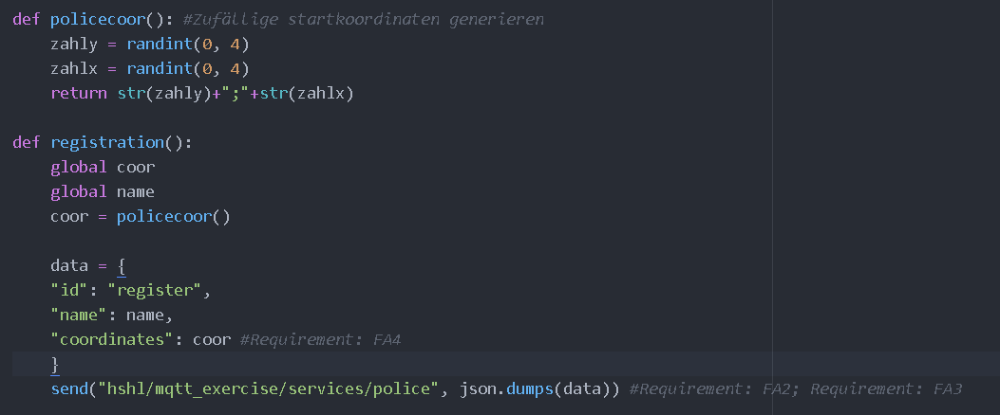 def policecoor(): #Zufällige startkoordinaten generieren
    zahly = randint(0, 4)
    zahlx = randint(0, 4)
    return str(zahly)+";"+str(zahlx)

def registration():
    global coor
    global name
    coor = policecoor()

    data = {
    "id": "register",
    "name": name,
    "coordinates": coor #Requirement: FA4
    }
    send("hshl/mqtt_exercise/services/police", json.dumps(data)) #Requirement: FA2; Requirement: FA3